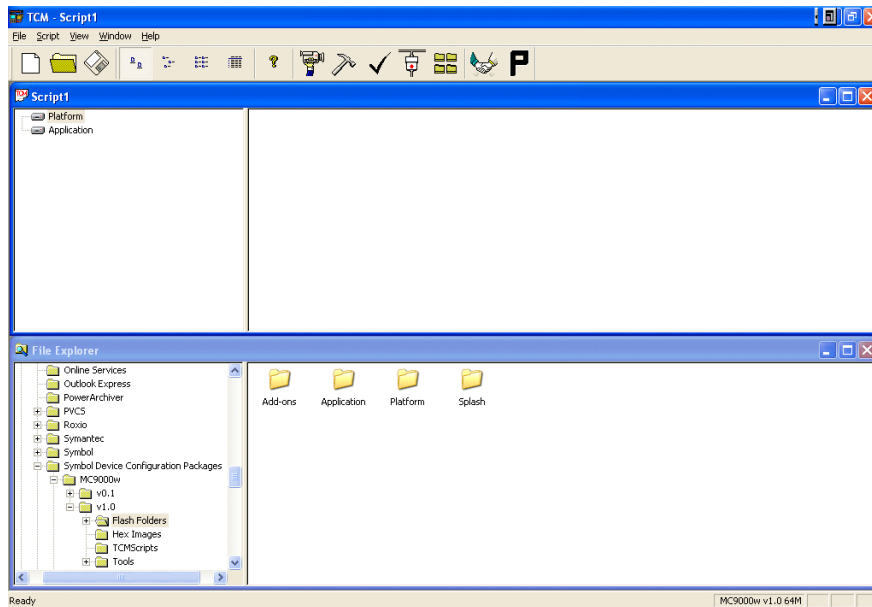 TCM - Script1
File Script View Window Help
P
Script1
Platform
Application
File Explorer
Online Services
Outlook Express
PowerArchiver
PVCS
Roxio
Symantec
Symbol
Symbol Device Configuration Packages
MC9000w
v0.1
v1.0
Flash Folders
Hex Images
TCMScripts
Tools
Add-ons Application Platform Splash
Ready MC9000w v1.0 64M